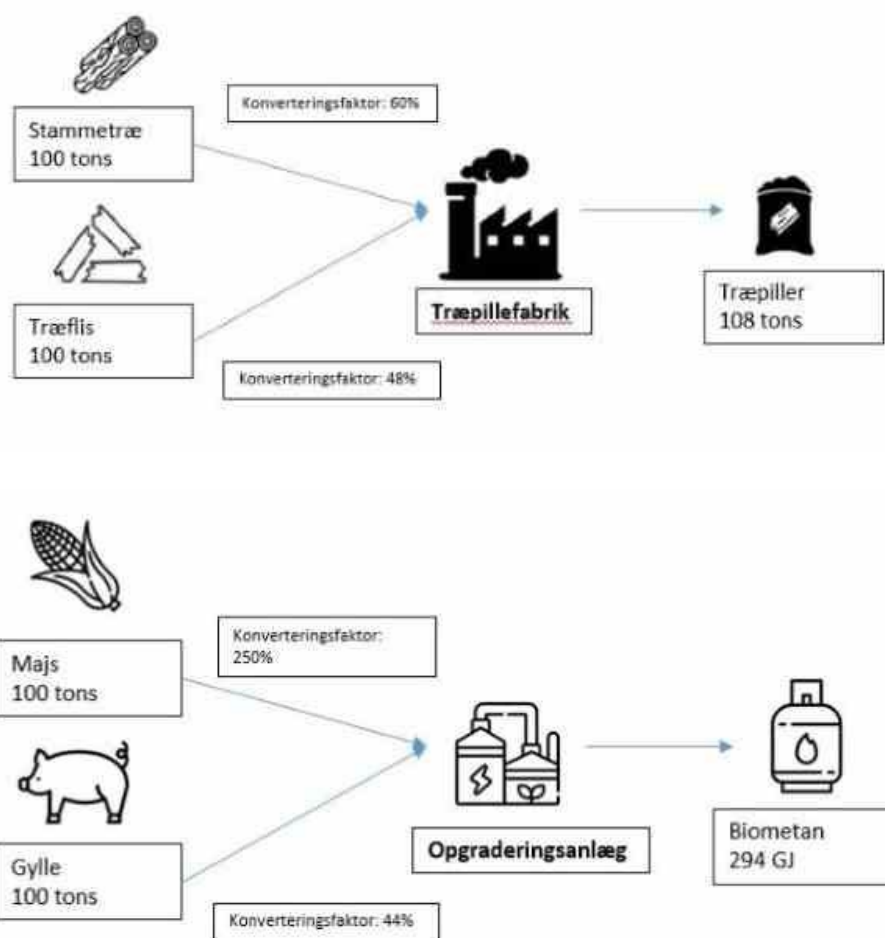 Konverteringsfaktor: 60%
Stammetræ
100 tons
Træflis
100 tons
Træpillefabrik
Træpiller
108 tons
Konverteringsfaktor: 48%
Konverteringsfaktor:
250%
Majs
100 tons
Gylle
100 tons
Opgraderingsanlæg
Biometan
294 GJ
Konverteringsfaktor: 44%